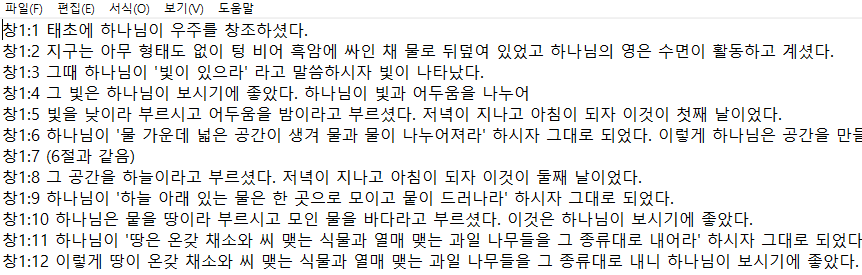 파일(F) 편집(E) 서식(O) 보기(V) 도움말
창1:1 태초에 하나님이 우주를 창조하셨다.
창1:2 지구는 아무 형태도 없이 텅 비어 흑암에 싸인 채 물로 뒤덮여 있었고 하나님의 영은 수면이 활동하고 계셨다.
창1:3 그때 하나님이 '빛이 있으라' 라고 말씀하시자 빛이 나타났다.
창1:4 그 빛은 하나님이 보시기에 좋았다. 하나님이 빛과 어두움을 나누어
창1:5 빛을 낮이라 부르시고 어두움을 밤이라고 부르셨다. 저녁이 지나고 아침이 되자 이것이 첫째 날이었다.
창1:6 하나님이 '물 가운데 넓은 공간이 생겨 물과 물이 나누어져라' 하시자 그대로 되었다. 이렇게 하나님은 공간을 만들
창1:7 (6절과 같음)
창1:8 그 공간을 하늘이라고 부르셨다. 저녁이 지나고 아침이 되자 이것이 둘째 날이었다.
창1:9 하나님이 '하늘 아래 있는 물은 한 곳으로 모이고 뭍이 드러나라' 하시자 그대로 되었다.
창1:10 하나님은 뭍을 땅이라 부르시고 모인 물을 바다라고 부르셨다. 이것은 하나님이 보시기에 좋았다.
창1:11 하나님이 '땅은 온갖 채소와 씨 맺는 식물과 열매 맺는 과일 나무들을 그 종류대로 내어라' 하시자 그대로 되었다
창1:12 이렇게 땅이 온갖 채소와 씨 맺는 식물과 열매 맺는 과일 나무들을 그 종류대로 내니 하나님이 보시기에 좋았다.